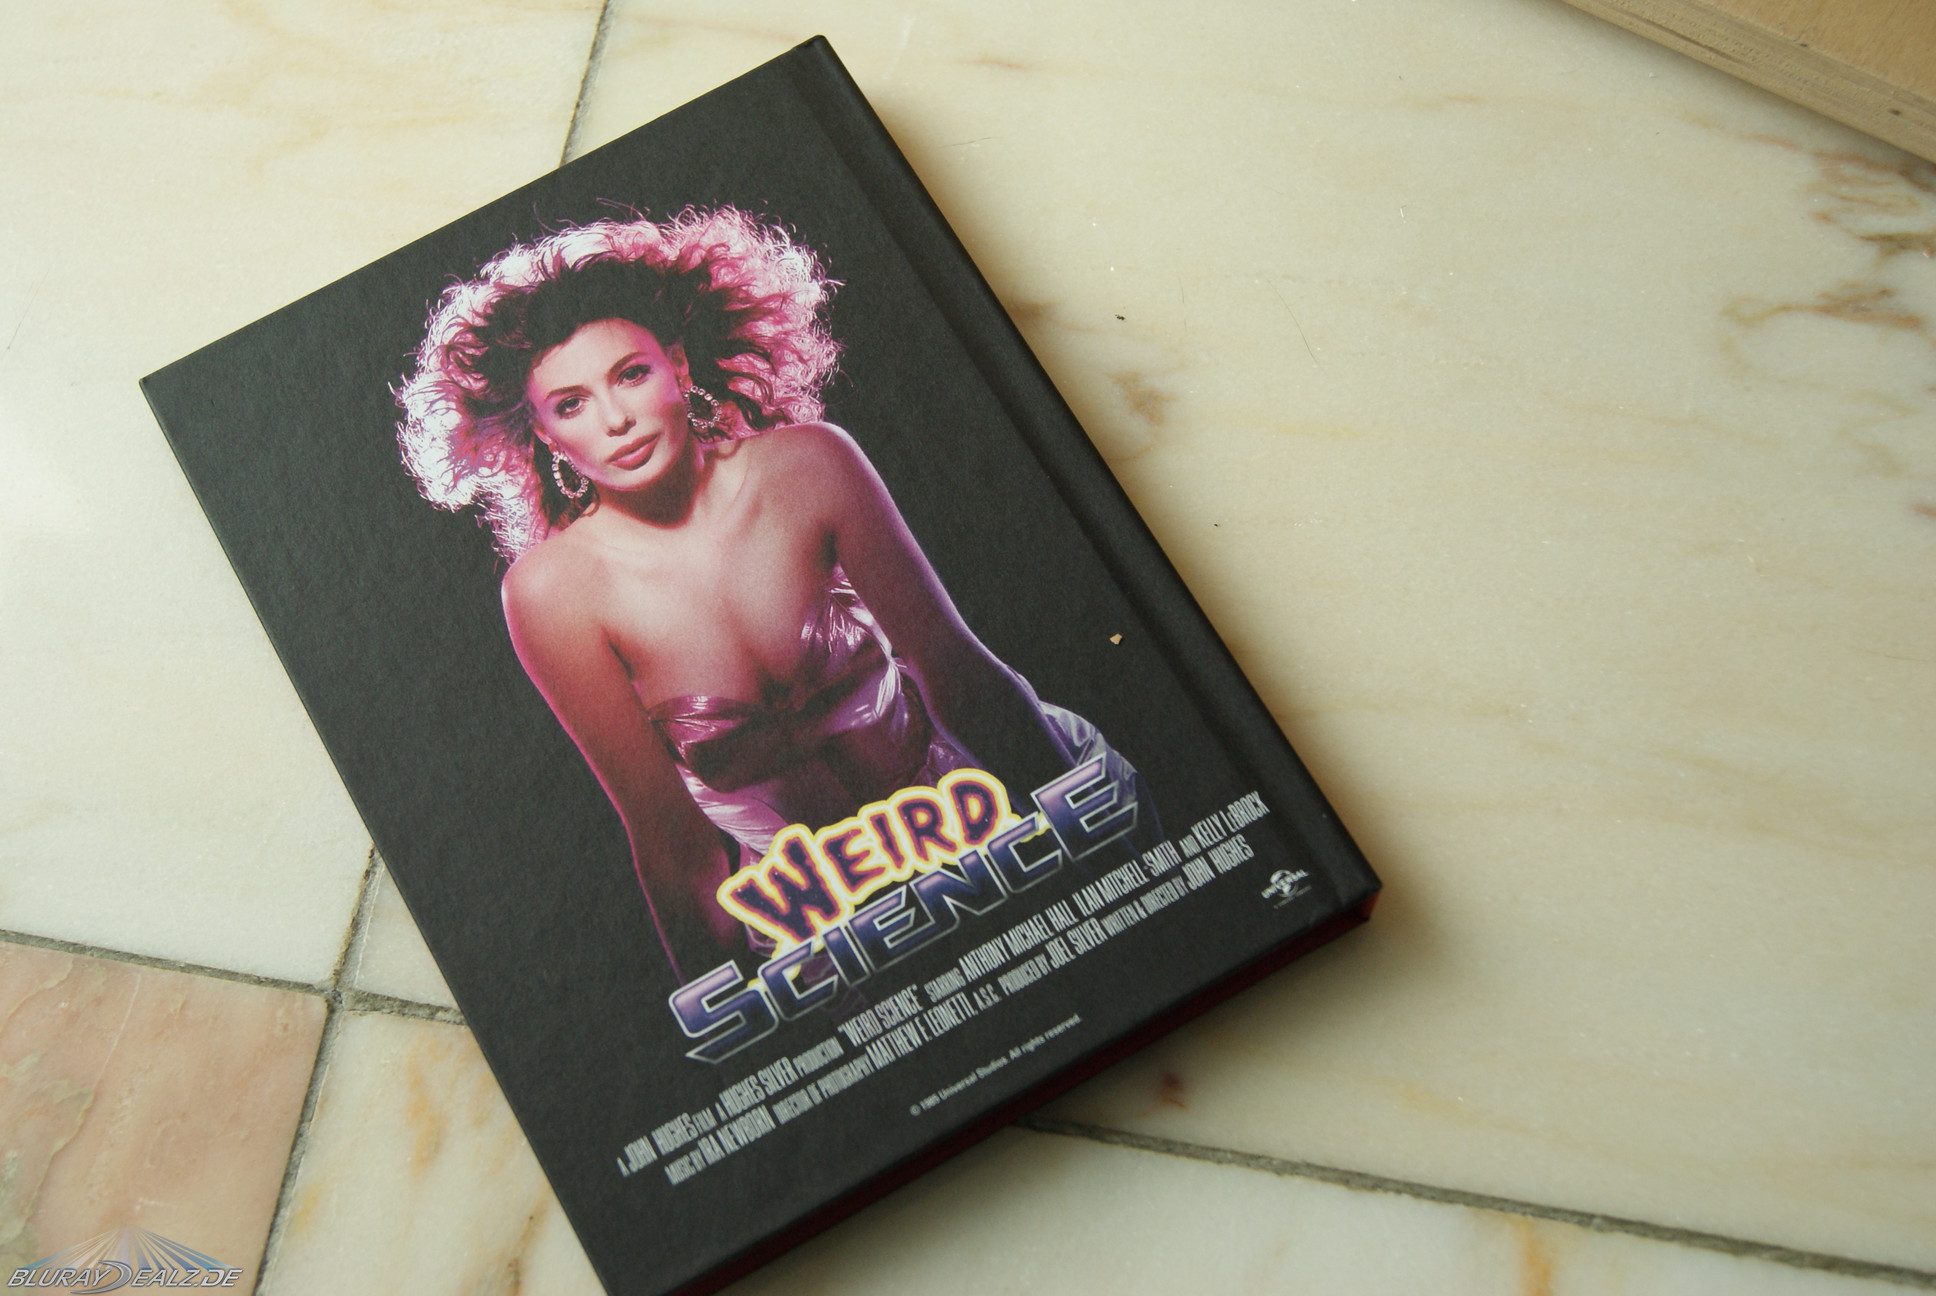 WEIRD
SCIENCE
A JOHN HUGHES FILM A HUGHES/SILVER PRODUCTION "WEIRD SCIENCE" STARRING ANTHONY MICHAEL HALL ILAN MITCHELL-SMITH AND KELLY LeBROCK
MUSIC BY IRA NEWBORN DIRECTOR OF PHOTOGRAPHY MATTHEW F. LEONETTI, A.S.C. PRODUCED BY JOEL SILVER WRITTEN & DIRECTED BY JOHN HUGHES
UNIVERSAL
© 1985 Universal Studios. All rights reserved.
BLURAYDEALZ.DE